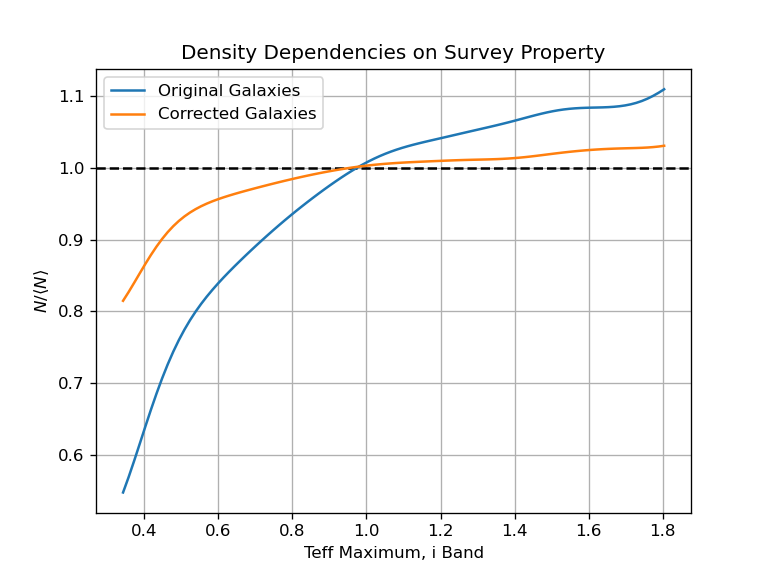 Density Dependencies on Survey Property
Original Galaxies
Corrected Galaxies
1.1
1.0
0.9
0.8
0.7
0.6
N/⟨N⟩
0.4 0.6 0.8 1.0 1.2 1.4 1.6 1.8
Teff Maximum, i Band